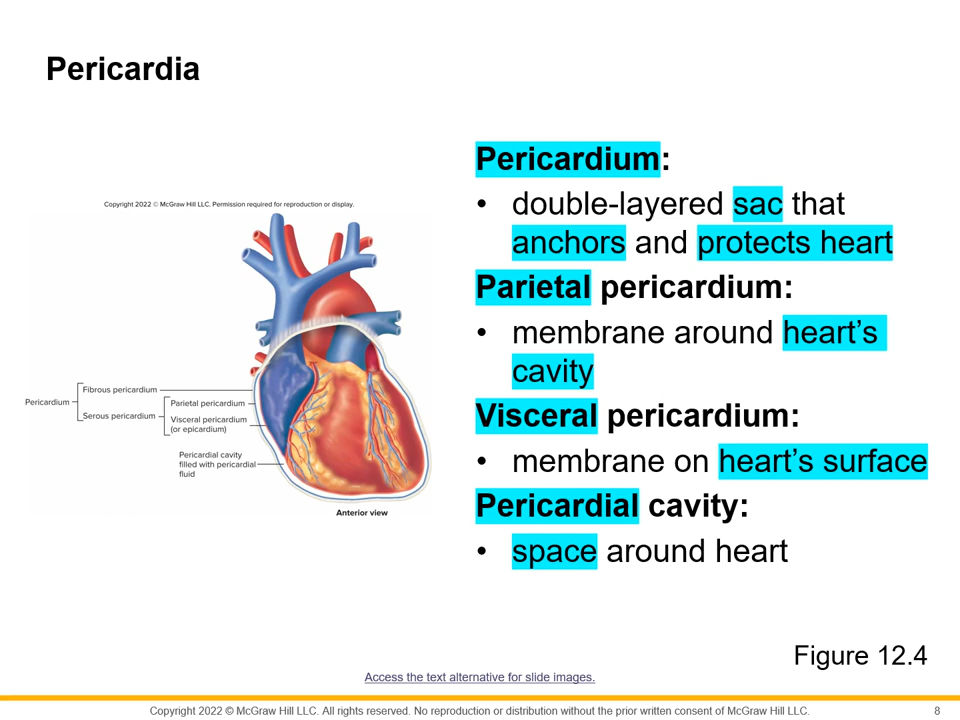 Pericardia
Copyright 2022 © McGraw Hill LLC. Permission required for reproduction or display.
Pericardium
Fibrous pericardium
Serous pericardium
Parietal pericardium
Visceral pericardium
(or epicardium)
Pericardial cavity
filled with pericardial
fluid
Anterior view
Pericardium:
• double-layered sac that
anchors and protects heart
Parietal pericardium:
• membrane around heart's
cavity
Visceral pericardium:
• membrane on heart's surface
Pericardial cavity:
• space around heart
Figure 12.4
Access the text alternative for slide images.
Copyright 2022 © McGraw Hill LLC. All rights reserved. No reproduction or distribution without the prior written consent of McGraw Hill LLC.
8